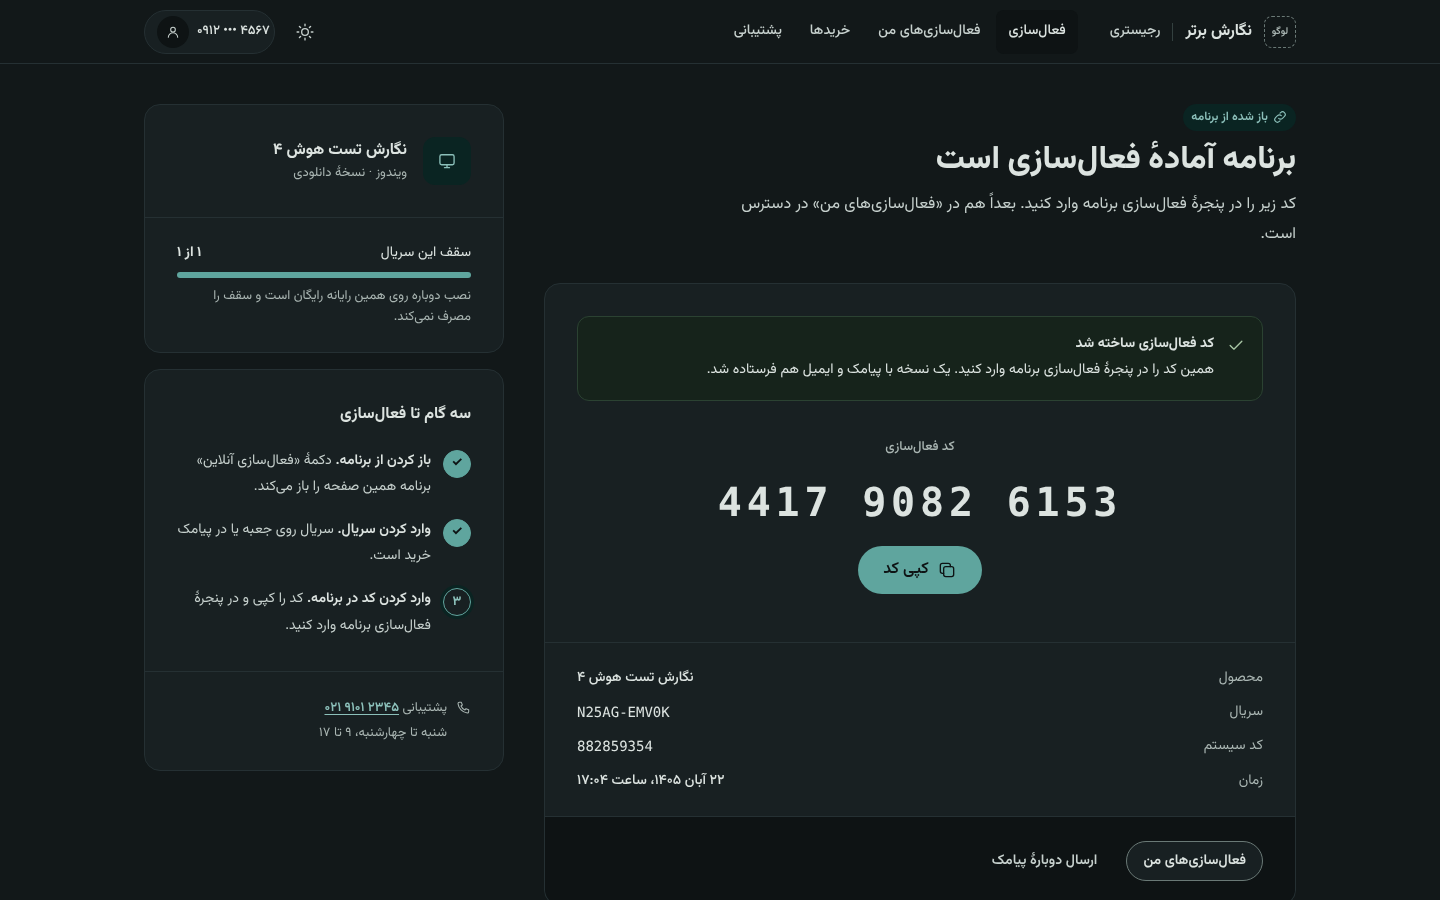 لوگو
نگارش برتر
رجیستری
فعال‌سازی
فعال‌سازی‌های من
خریدها
پشتیبانی
۰۹۱۲ ••• ۴۵۶۷
باز شده از برنامه
برنامه آمادهٔ فعال‌سازی است
کد زیر را در پنجرهٔ فعال‌سازی برنامه وارد کنید. بعداً هم در «فعال‌سازی‌های من» در دسترس
است.
کد فعال‌سازی ساخته شد
همین کد را در پنجرهٔ فعال‌سازی برنامه وارد کنید. یک نسخه با پیامک و ایمیل هم فرستاده شد.
کد فعال‌سازی
4417 9082 6153
کپی کد
محصول
نگارش تست هوش ۴
سریال
N25AG-EMV0K
کد سیستم
882859354
زمان
۲۲ آبان ۱۴۰۵، ساعت ۱۷:۰۴
فعال‌سازی‌های من
ارسال دوبارهٔ پیامک
نگارش تست هوش ۴
ویندوز · نسخهٔ دانلودی
سقف این سریال
۱ از ۱
نصب دوباره روی همین رایانه رایگان است و سقف را
مصرف نمی‌کند.
سه گام تا فعال‌سازی
باز کردن از برنامه. دکمهٔ «فعال‌سازی آنلاین»
برنامه همین صفحه را باز می‌کند.
وارد کردن سریال. سریال روی جعبه یا در پیامک
خرید است.
۳
وارد کردن کد در برنامه. کد را کپی و در پنجرهٔ
فعال‌سازی برنامه وارد کنید.
پشتیبانی ۰۲۱ ۹۱۰۱ ۲۳۴۵
شنبه تا چهارشنبه، ۹ تا ۱۷